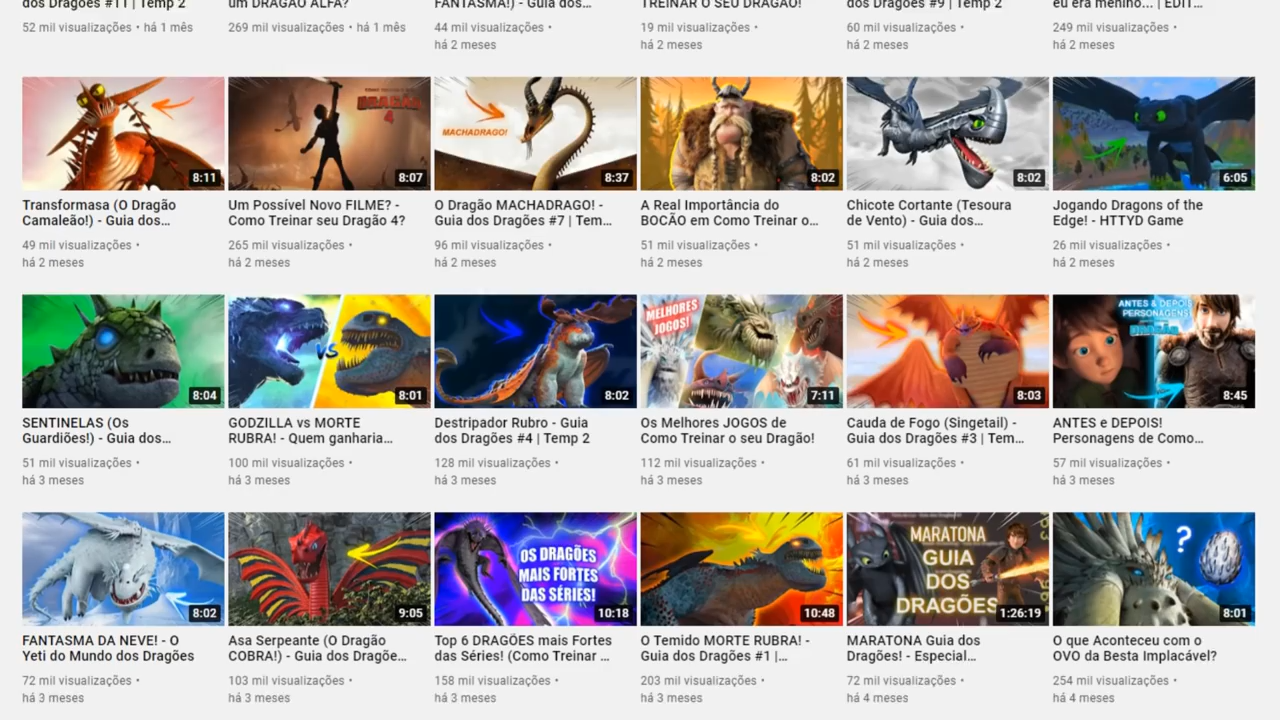 dos Dragões #11 | Temp 2
um DRAGÃO ALFA?
FANTASMA!) - Guia dos...
TREINAR O SEU DRAGÃO!
dos Dragões #9 | Temp 2
eu era menino... | EDIT...
52 mil visualizações • há 1 mês
269 mil visualizações • há 1 mês
44 mil visualizações •
há 2 meses
19 mil visualizações •
há 2 meses
60 mil visualizações •
há 2 meses
249 mil visualizações •
há 2 meses
8:11
DRAGÃO
4
8:07
MACHADRAGO!
8:37
8:02
8:02
6:05
Transformasa (O Dragão
Camaleão!) - Guia dos...
49 mil visualizações •
há 2 meses
Um Possível Novo FILME? -
Como Treinar seu Dragão 4?
265 mil visualizações •
há 2 meses
O Dragão MACHADRAGO! -
Guia dos Dragões #7 | Tem...
96 mil visualizações •
há 2 meses
A Real Importância do
BOCÃO em Como Treinar o...
51 mil visualizações •
há 2 meses
Chicote Cortante (Tesoura
de Vento) - Guia dos...
51 mil visualizações •
há 2 meses
Jogando Dragons of the
Edge! - HTTYD Game
26 mil visualizações •
há 2 meses
8:04
VS
8:01
8:02
MELHORES
JOGOS!
7:11
8:03
ANTES & DEPOIS
PERSONAGENS
8:45
SENTINELAS (Os
Guardiões!) - Guia dos...
51 mil visualizações •
há 3 meses
GODZILLA vs MORTE
RUBRA! - Quem ganharia...
100 mil visualizações •
há 3 meses
Destripador Rubro - Guia
dos Dragões #4 | Temp 2
128 mil visualizações •
há 3 meses
Os Melhores JOGOS de
Como Treinar o seu Dragão!
112 mil visualizações •
há 3 meses
Cauda de Fogo (Singetail) -
Guia dos Dragões #3 | Tem...
61 mil visualizações •
há 3 meses
ANTES e DEPOIS!
Personagens de Como...
57 mil visualizações •
há 3 meses
8:02
9:05
OS DRAGÕES
MAIS FORTES
DAS SÉRIES!
10:18
10:48
MARATONA
GUIA
DOS
DRAGÕES
1:26:19
?
8:01
FANTASMA DA NEVE! - O
Yeti do Mundo dos Dragões
72 mil visualizações •
há 3 meses
Asa Serpeante (O Dragão
COBRA!) - Guia dos Dragõe...
103 mil visualizações •
há 3 meses
Top 6 DRAGÕES mais Fortes
das Séries! (Como Treinar ...
158 mil visualizações •
há 3 meses
O Temido MORTE RUBRA! -
Guia dos Dragões #1 |...
203 mil visualizações •
há 3 meses
MARATONA Guia dos
Dragões! - Especial...
72 mil visualizações •
há 4 meses
O que Aconteceu com o
OVO da Besta Implacável?
254 mil visualizações •
há 4 meses